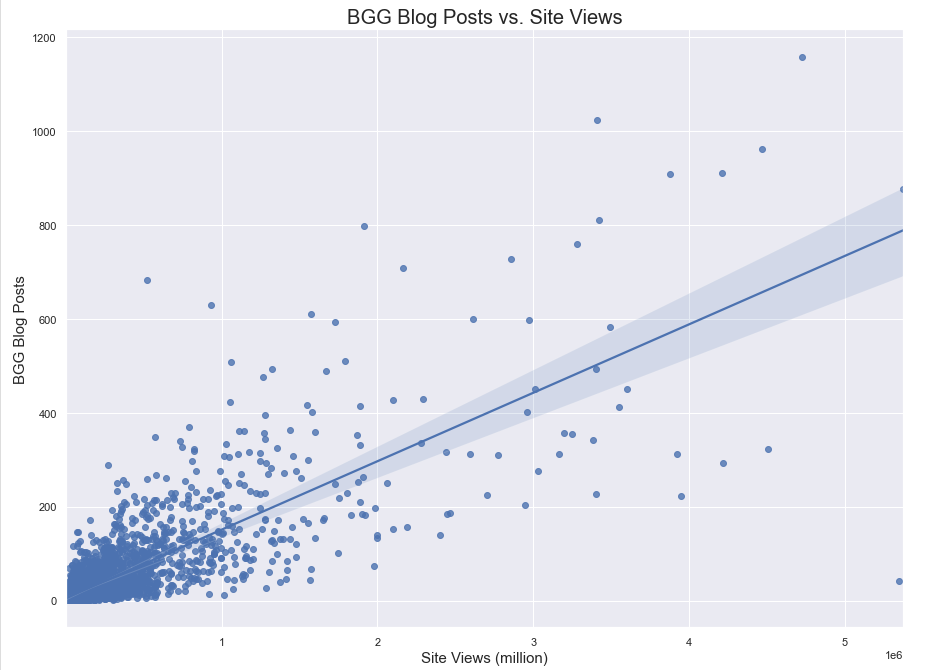 BGG Blog Posts vs. Site Views
1200
1000
800
600
400
200
0
BGG Blog Posts
1 2 3 4 5
1e6
Site Views (million)